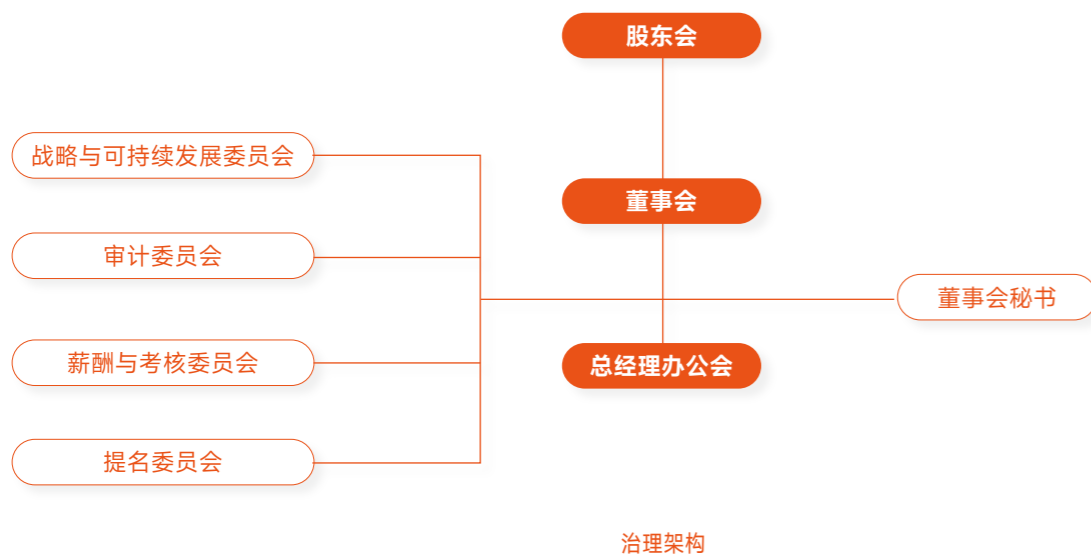 股东会
战略与可持续发展委员会
董事会
审计委员会
董事会秘书
薪酬与考核委员会
总经理办公会
提名委员会
治理架构